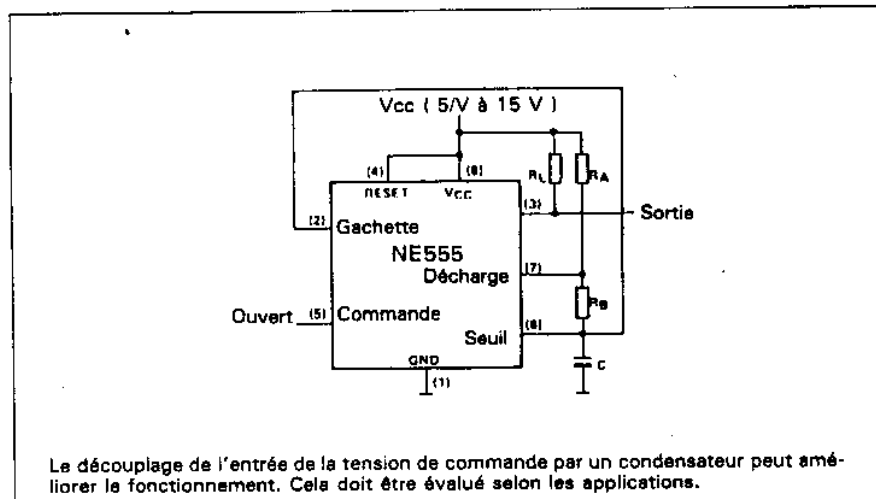 Vcc ( 5/V à 15 V )
(4)
(8)
RESET
Vcc
RL
RA
(3)
Sortie
(2)
Gachette
NE555
Décharge
(7)
RB
Ouvert
(5)
Commande
(6)
Seuil
GND
(1)
C
Le découplage de l'entrée de la tension de commande par un condensateur peut amé-
liorer le fonctionnement. Cela doit être évalué selon les applications.